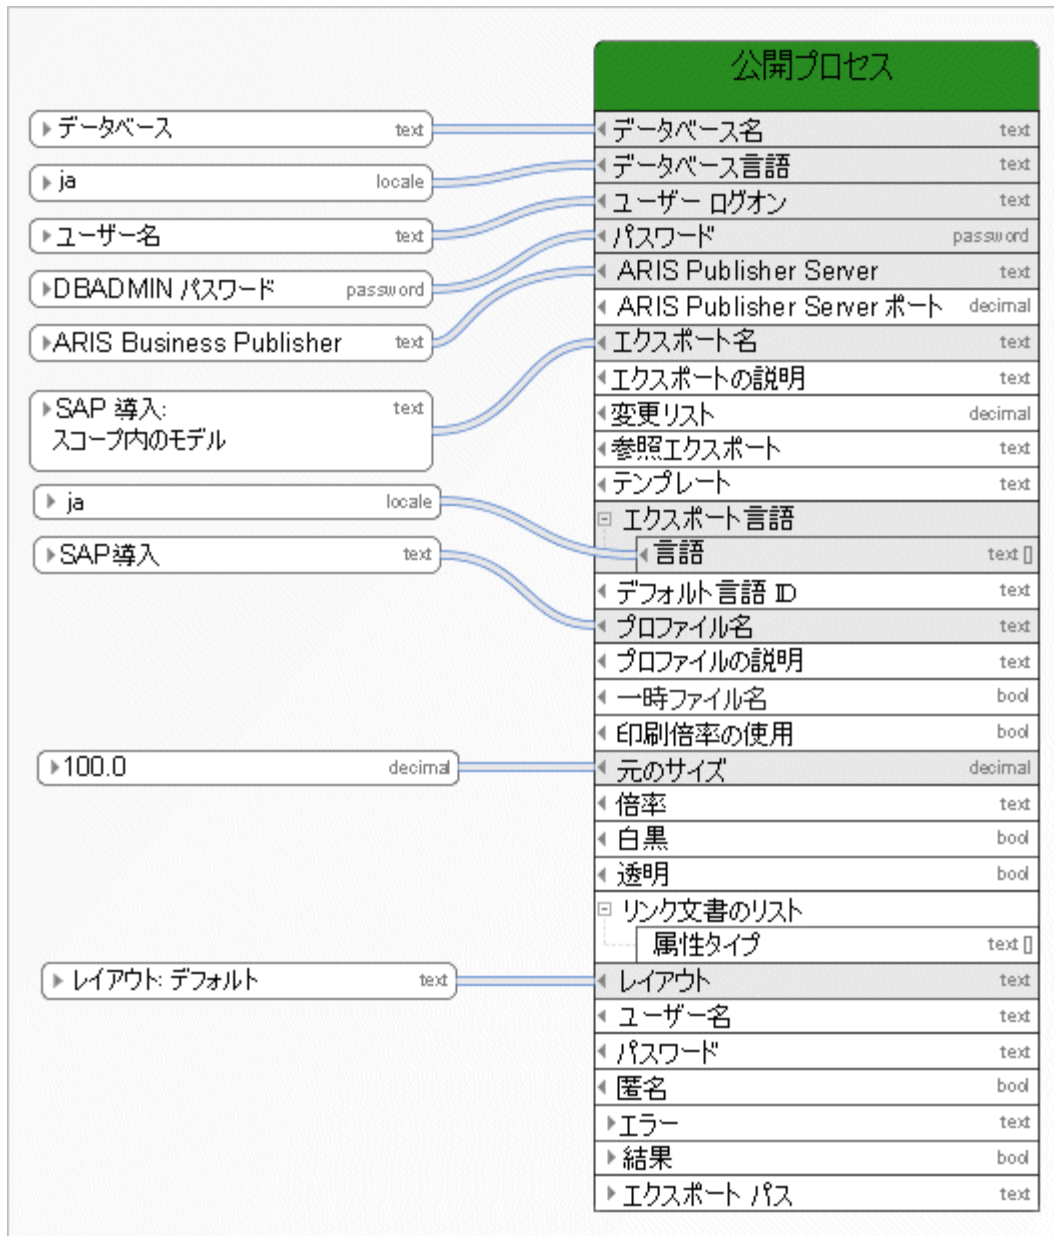 公開プロセス
データベース text
データベース名 text
ja locale
データベース言語 text
ユーザー名 text
ユーザー ログオン text
DBADMIN パスワード password
パスワード password
ARIS Business Publisher text
ARIS Publisher Server text
ARIS Publisher Server ポート decimal
SAP 導入: text
スコープ内のモデル
エクスポート名 text
エクスポートの説明 text
変更リスト decimal
参照エクスポート text
テンプレート text
ja locale
エクスポート言語
言語 text []
SAP導入 text
デフォルト言語 ID text
プロファイル名 text
プロファイルの説明 text
一時ファイル名 bool
印刷倍率の使用 bool
100.0 decimal
元のサイズ decimal
倍率 text
白黒 bool
透明 bool
リンク文書のリスト
属性タイプ text []
レイアウト: デフォルト text
レイアウト text
ユーザー名 text
パスワード text
匿名 bool
エラー text
結果 bool
エクスポート パス text